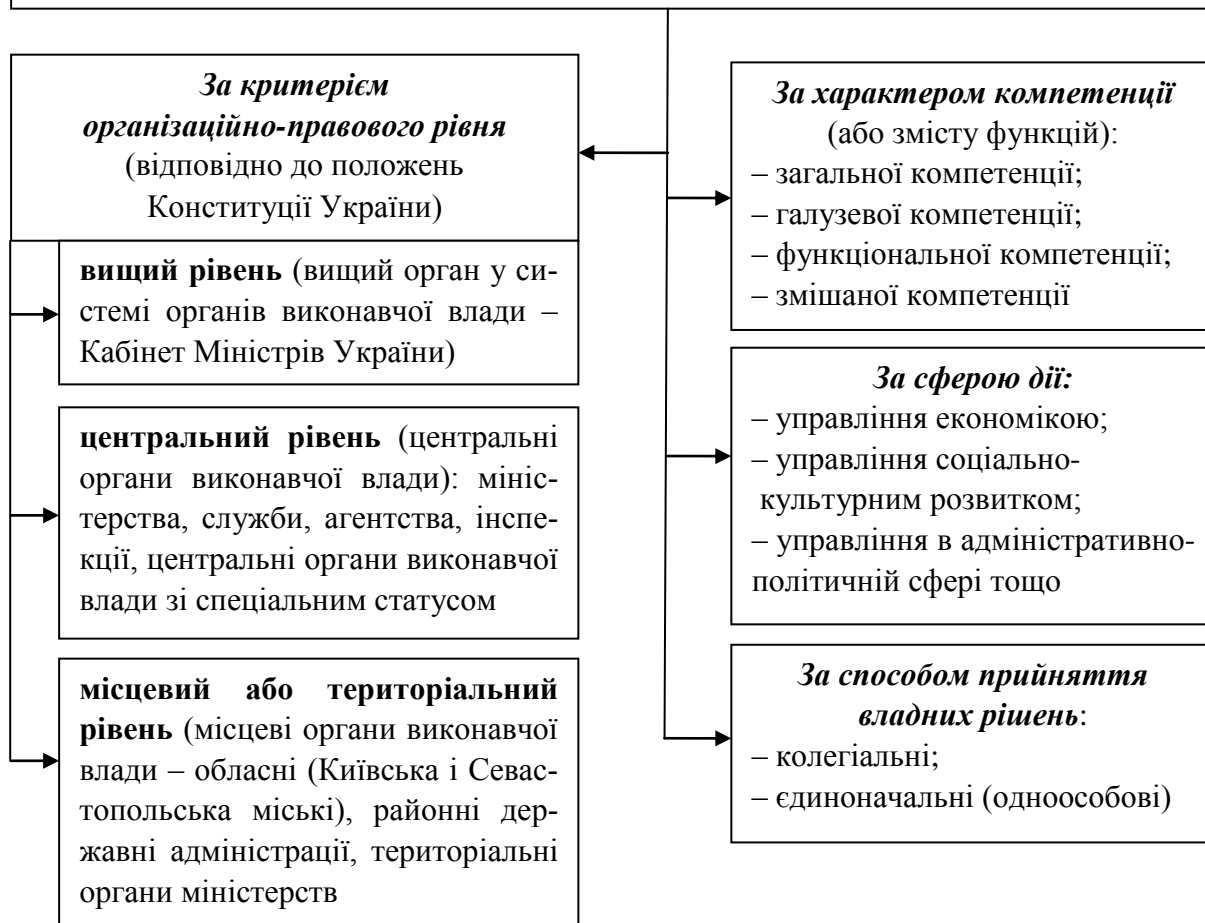 За критерієм
організаційно-правового рівня
(відповідно до положень
Конституції України)
вищий рівень (вищий орган у си-
стемі органів виконавчої влади –
Кабінет Міністрів України)
центральний рівень (центральні
органи виконавчої влади): мініс-
терства, служби, агентства, інспе-
кції, центральні органи виконавчої
влади зі спеціальним статусом
місцевий або територіальний
рівень (місцеві органи виконавчої
влади – обласні (Київська і Севас-
топольська міські), районні дер-
жавні адміністрації, територіальні
органи міністерств
За характером компетенції
(або змісту функцій):
– загальної компетенції;
– галузевої компетенції;
– функціональної компетенції;
– змішаної компетенції
За сферою дії:
– управління економікою;
– управління соціально-
культурним розвитком;
– управління в адміністративно-
політичній сфері тощо
За способом прийняття
владних рішень:
– колегіальні;
– єдиноначальні (одноособові)